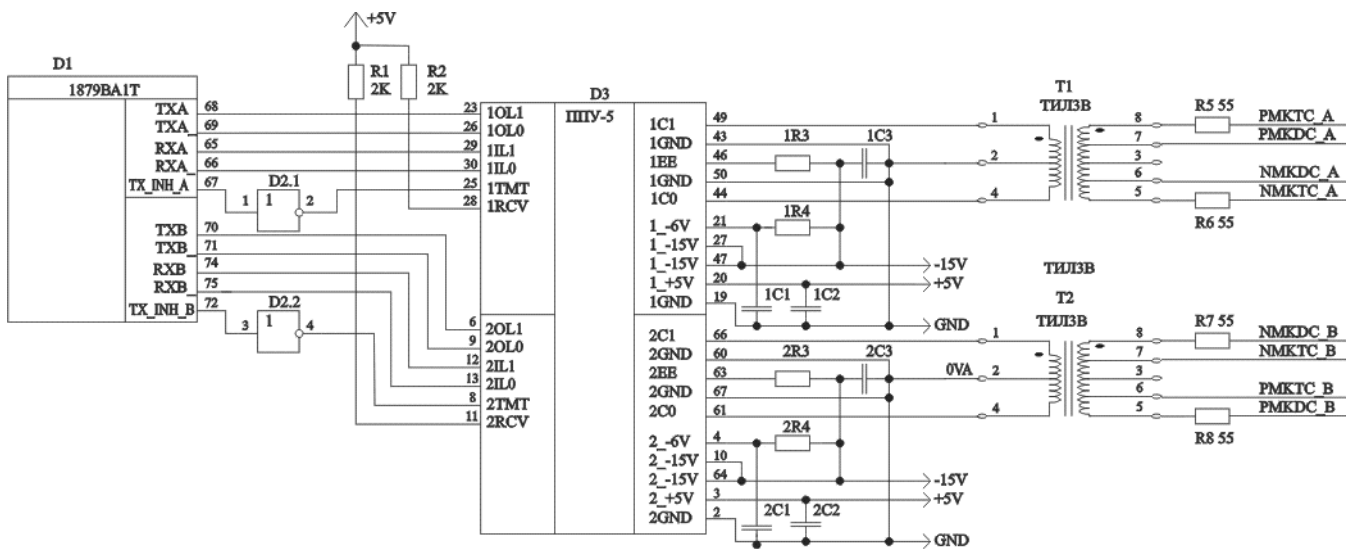 +5V
D1
1879ВА1Т
R1
2K
R2
2K
D3
ППУ-5
TXA 68
TXA_ 69
RXA 65
RXA_ 66
TX_INH_A 67
D2.1
1 1 2
TXB 70
TXB_ 71
RXB 74
RXB_ 75
TX_INH_B 72
D2.2
3 1 4
23 1OL1
26 1OL0
29 1IL1
30 1IL0
25 1TMT
28 1RCV
6 2OL1
9 2OL0
12 2IL1
13 2IL0
8 2TMT
11 2RCV
1C1 49
1GND 43
1EE 46
1GND 50
1C0 44
1_-6V 21
1_-15V 27
1_-15V 47
1_+5V 20
1GND 19
2C1 66
2GND 60
2EE 63
2GND 67
2C0 61
2_-6V 4
2_-15V 10
2_-15V 64
2_+5V 3
2GND 2
1R3
1C3
1R4
1C1
1C2
-15V
+5V
GND
2R3
2C3
0VA
2R4
2C1
2C2
-15V
+5V
GND
T1
ТИЛ3В
1
2
4
8
7
3
6
5
R5 55
R6 55
PMKTC_A
PMKDC_A
NMKDC_A
NMKTC_A
ТИЛ3В
T2
ТИЛ3В
1
2
4
8
7
3
6
5
R7 55
R8 55
NMKDC_B
NMKTC_B
PMKTC_B
PMKDC_B